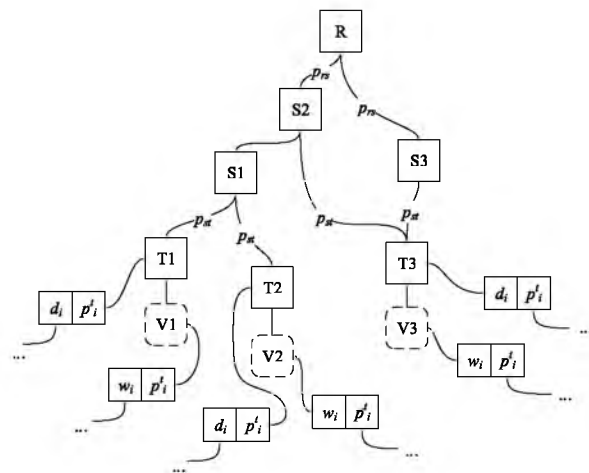 R
p_rs
p_rs
S2
S1
S3
p_st
p_st
p_st
p_st
T1
T2
T3
d_i p^t_i
d_i p^t_i
V1
V2
V3
...
...
w_i p^t_i
w_i p^t_i
w_i p^t_i
...
d_i p^t_i
...
...
...